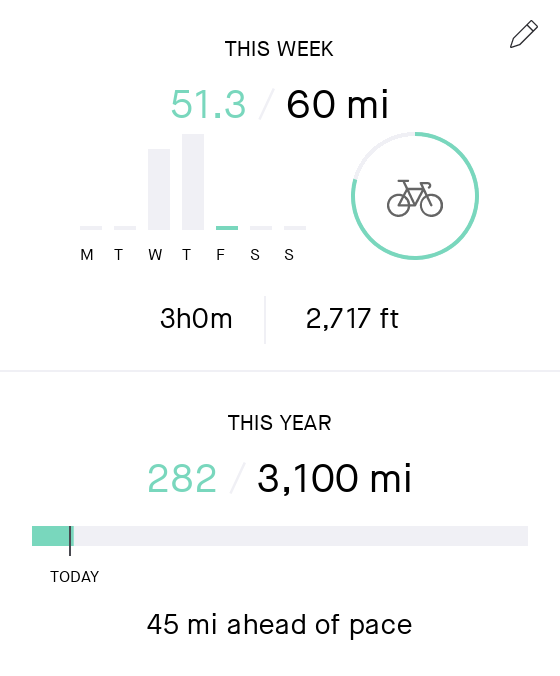 THIS WEEK
51.3 / 60 mi
M T W T F S S
3h0m 2,717 ft
THIS YEAR
282 / 3,100 mi
TODAY
45 mi ahead of pace